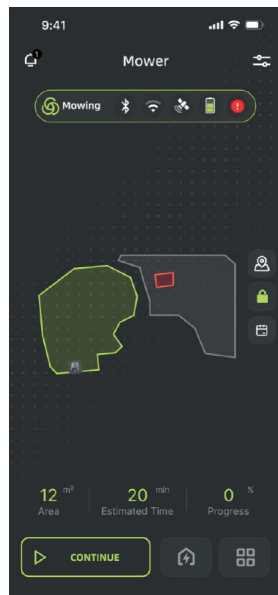 9:41
1
Mower
Mowing
12 m²
20 min
0 %
Area
Estimated Time
Progress
CONTINUE